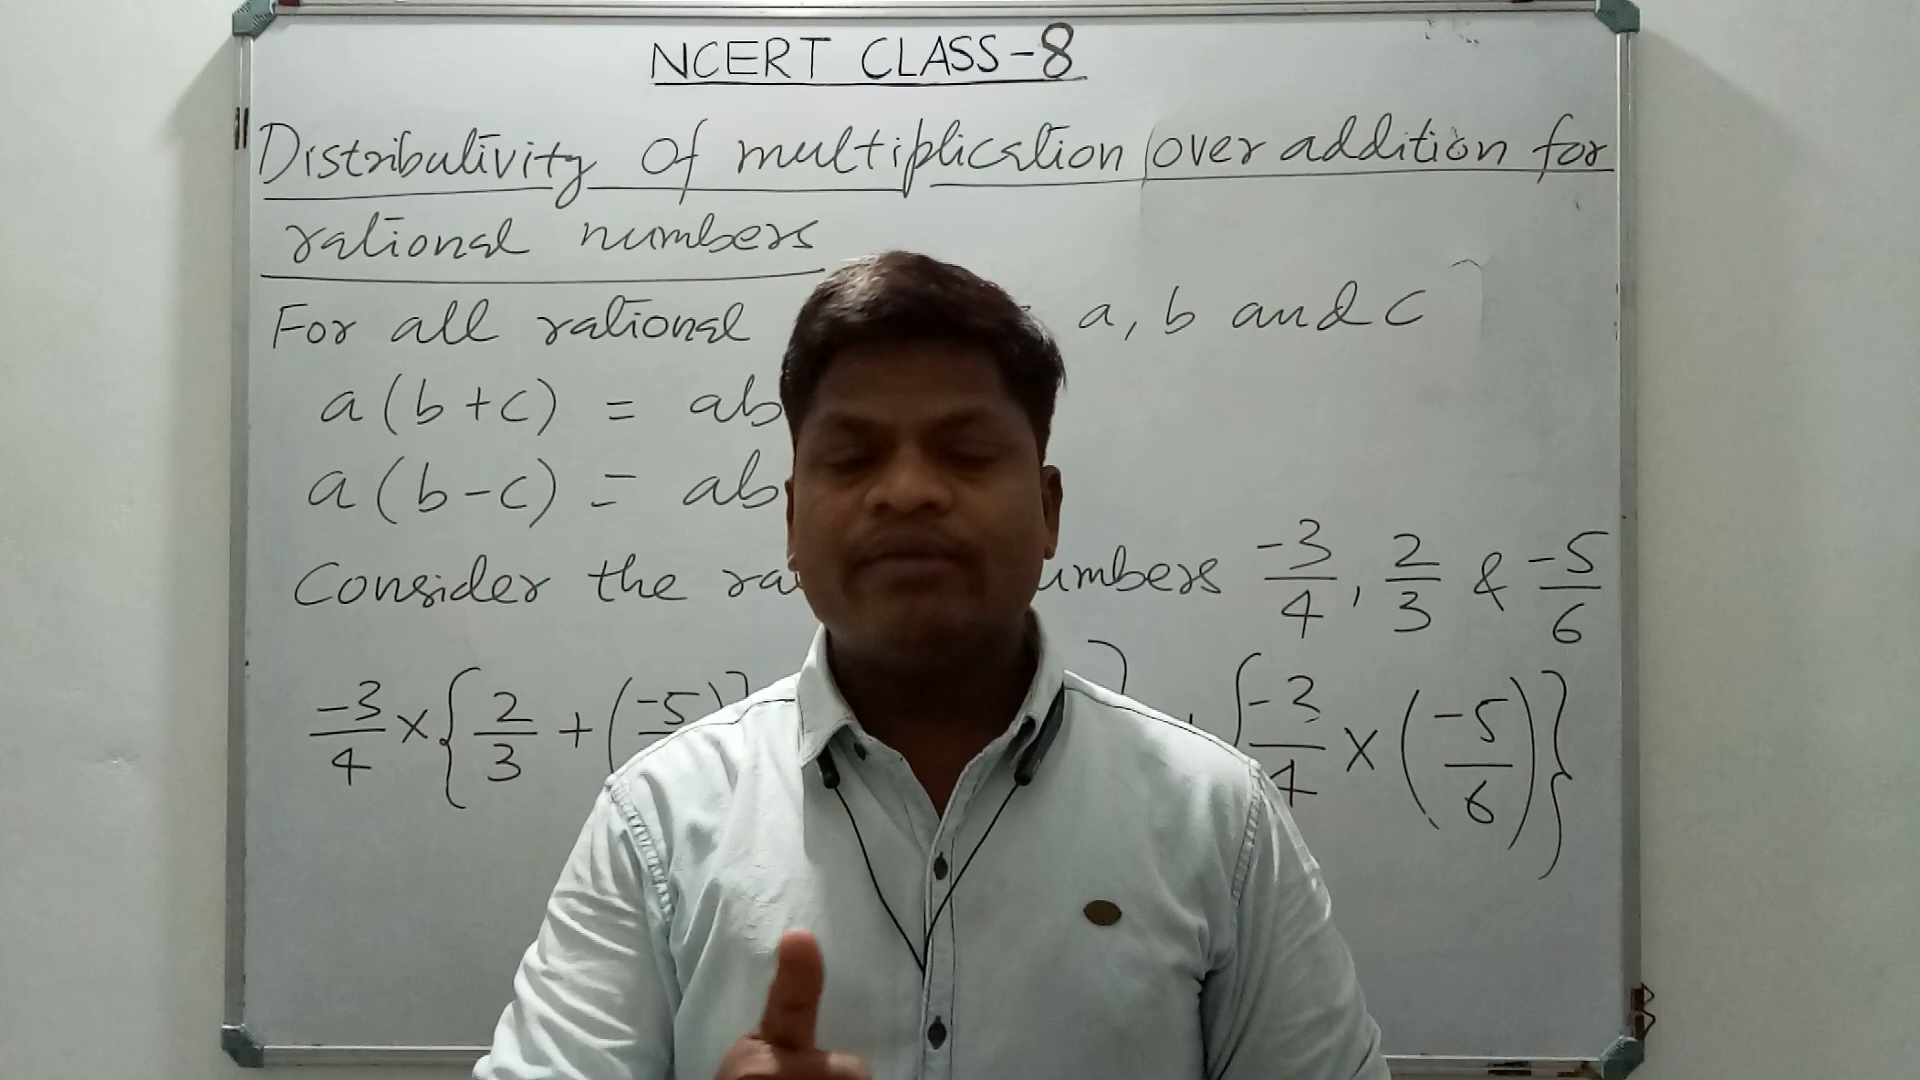 NCERT CLASS-8
Distributivity of multiplication over addition for
rational numbers
For all rational a, b and c
a(b+c) = ab
a(b-c) = ab
Consider the umbers -3/4, 2/3 & -5/6
-3/4 × { 2/3 + (-5 } { -3/4 × (-5/6) }